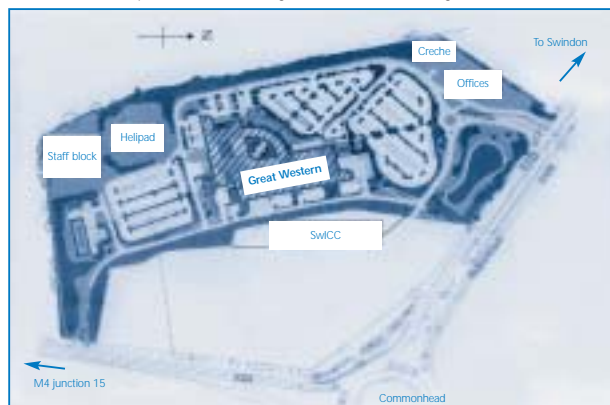 Creche
To Swindon
Offices
Helipad
Staff block
Great Western
SwICC
M4 junction 15
Commonhead